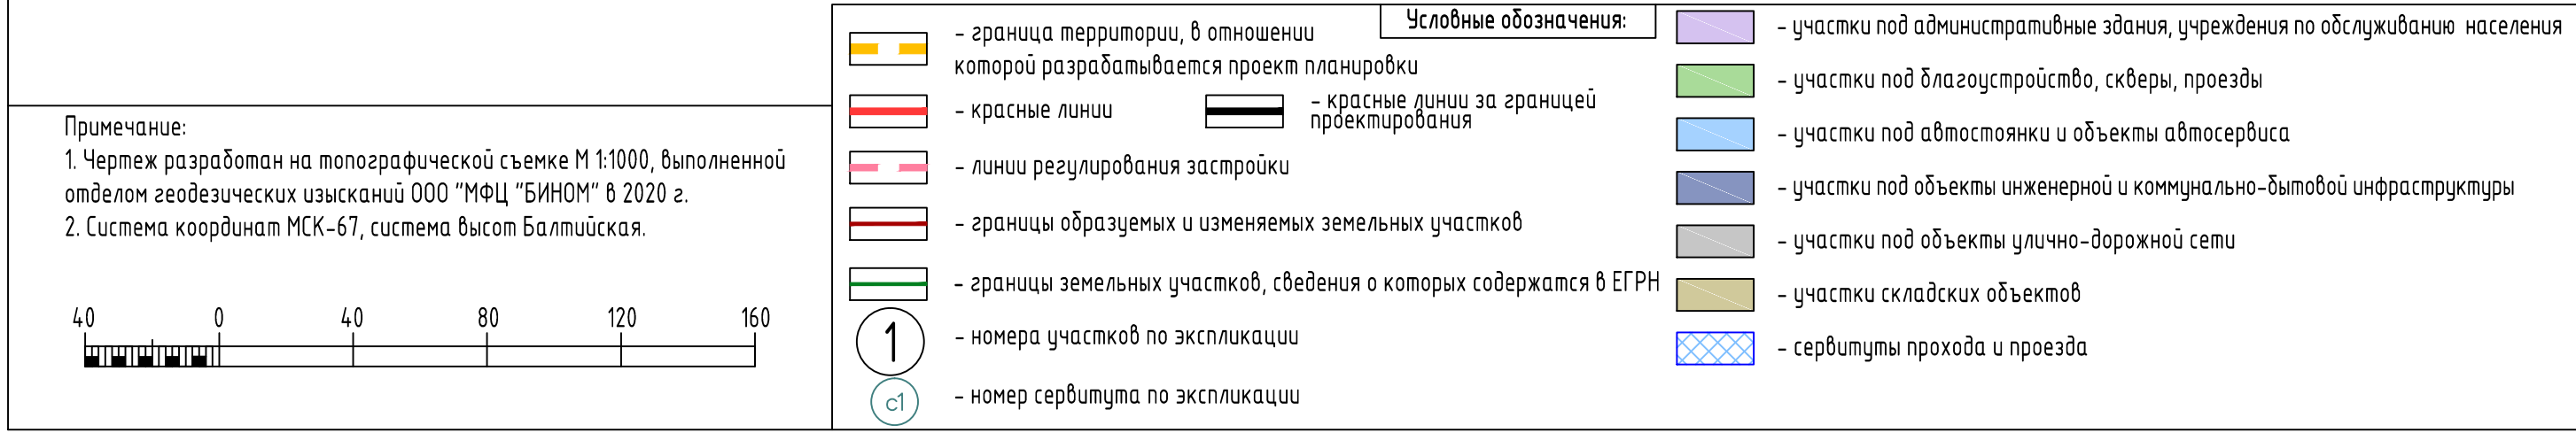 Примечание:
1. Чертеж разработан на топографической съемке М 1:1000, выполненной
отделом геодезических изысканий ООО "МФЦ "БИНОМ" в 2020 г.
2. Система координат МСК-67, система высот Балтийская.
40 0 40 80 120 160
Условные обозначения:
- граница территории, в отношении
которой разрабатывается проект планировки
- красные линии
- красные линии за границей
проектирования
- линии регулирования застройки
- границы образуемых и изменяемых земельных участков
- границы земельных участков, сведения о которых содержатся в ЕГРН
1 - номера участков по экспликации
c1 - номер сервитута по экспликации
- участки под административные здания, учреждения по обслуживанию населения
- участки под благоустройство, скверы, проезды
- участки под автостоянки и объекты автосервиса
- участки под объекты инженерной и коммунально-бытовой инфраструктуры
- участки под объекты улично-дорожной сети
- участки складских объектов
- сервитуты прохода и проезда